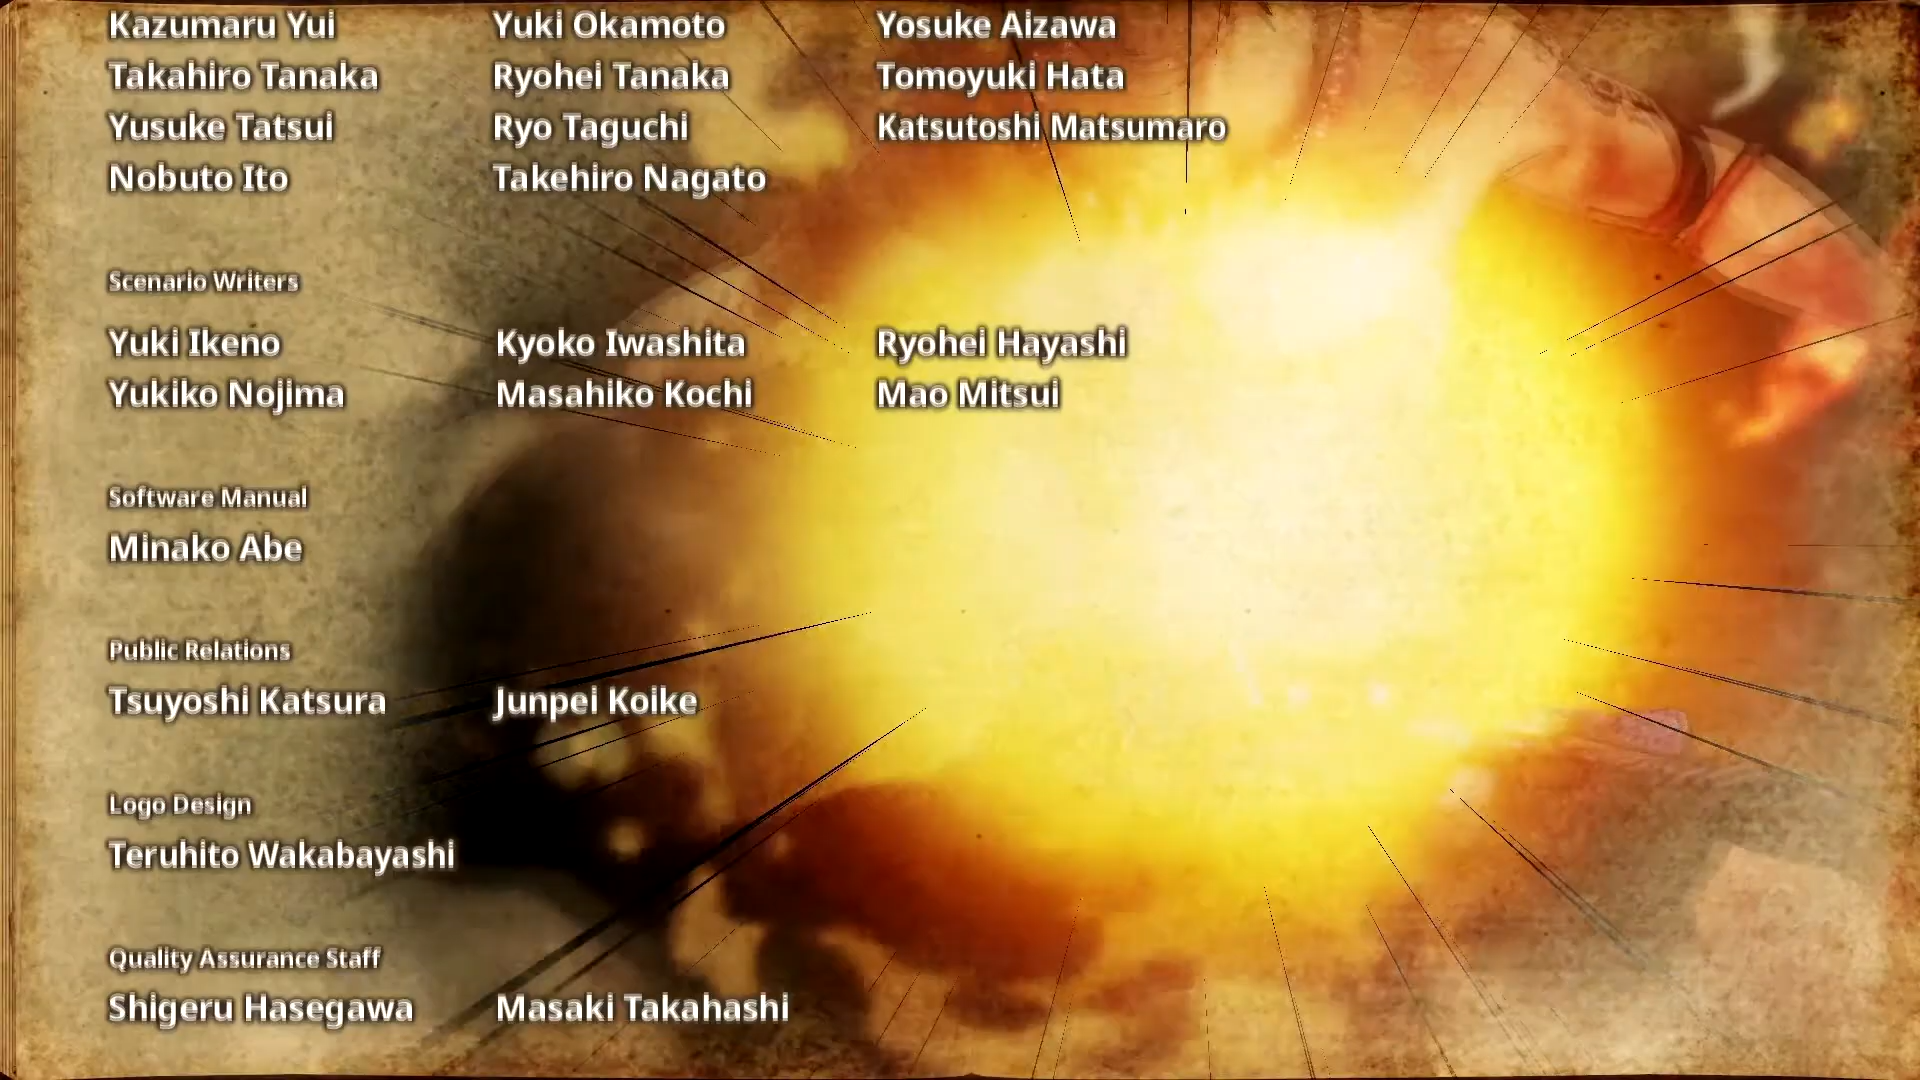 Kazumaru Yui Yuki Okamoto Yosuke Aizawa
Takahiro Tanaka Ryohei Tanaka Tomoyuki Hata
Yusuke Tatsui Ryo Taguchi Katsutoshi Matsumaro
Nobuto Ito Takehiro Nagato
Scenario Writers
Yuki Ikeno Kyoko Iwashita Ryohei Hayashi
Yukiko Nojima Masahiko Kochi Mao Mitsui
Software Manual
Minako Abe
Public Relations
Tsuyoshi Katsura Junpei Koike
Logo Design
Teruhito Wakabayashi
Quality Assurance Staff
Shigeru Hasegawa Masaki Takahashi